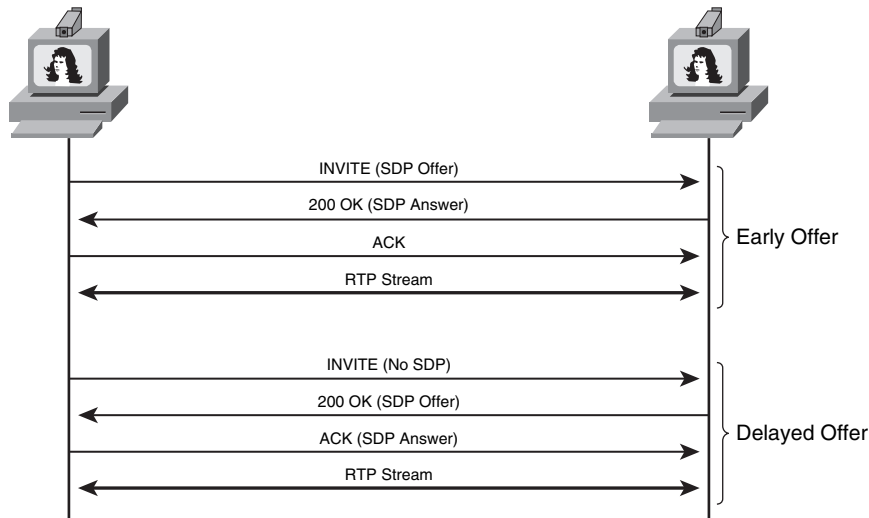 INVITE (SDP Offer)
200 OK (SDP Answer)
ACK
Early Offer
RTP Stream
INVITE (No SDP)
200 OK (SDP Offer)
Delayed Offer
ACK (SDP Answer)
RTP Stream